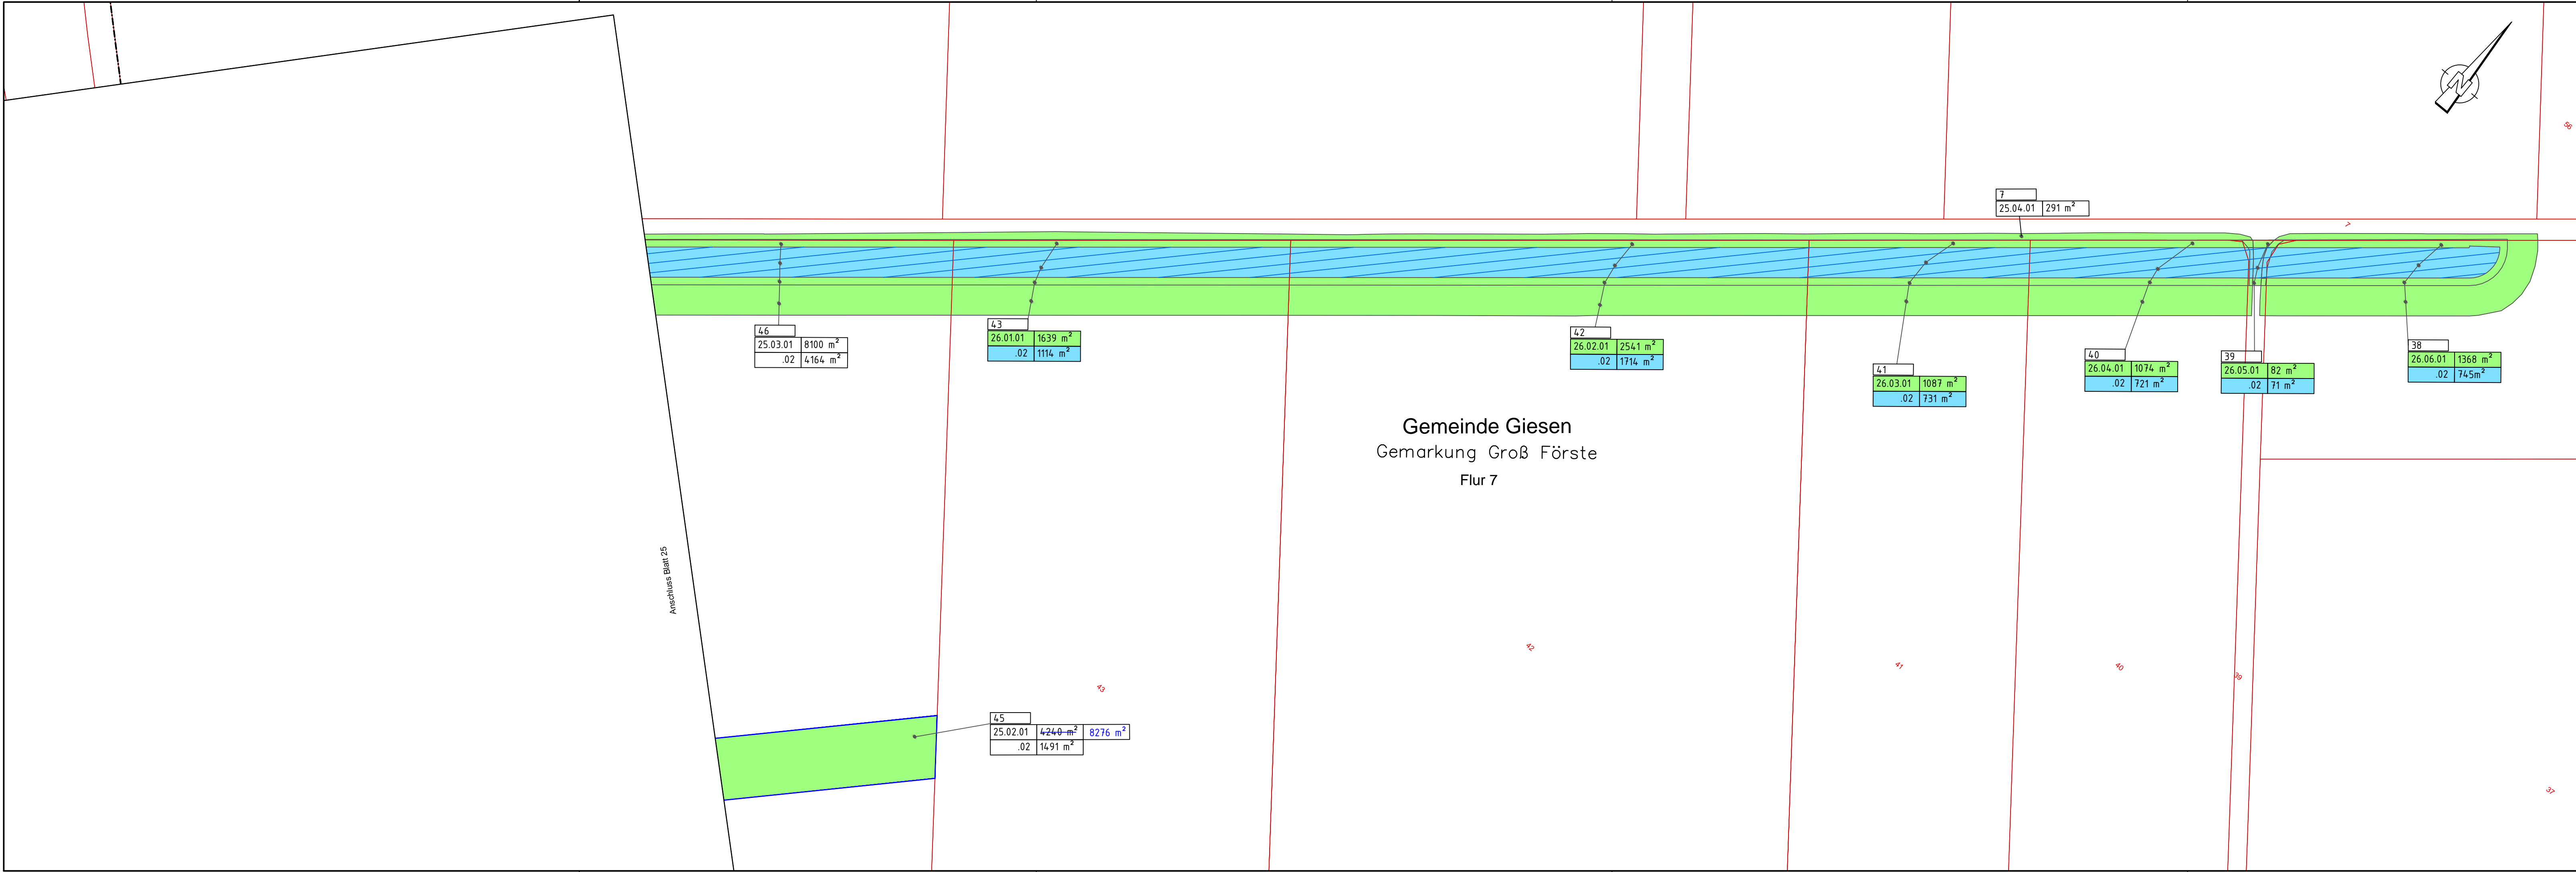 N
56
7
25.04.01 291 m²
7
46
25.03.01 8100 m²
.02 4164 m²
43
26.01.01 1639 m²
.02 1114 m²
42
26.02.01 2541 m²
.02 1714 m²
41
26.03.01 1087 m²
.02 731 m²
40
26.04.01 1074 m²
.02 721 m²
39
26.05.01 82 m²
.02 71 m²
38
26.06.01 1368 m²
.02 745m²
Gemeinde Giesen
Gemarkung Groß Förste
Flur 7
Anschluss Blatt 25
42
41
40
39
43
45
25.02.01 4240 m² 8276 m²
.02 1491 m²
37